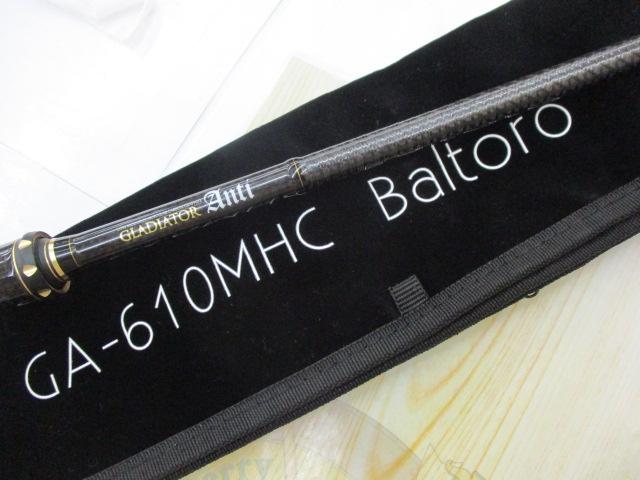 GLADIATOR Anti
GA-610MHC Baltoro